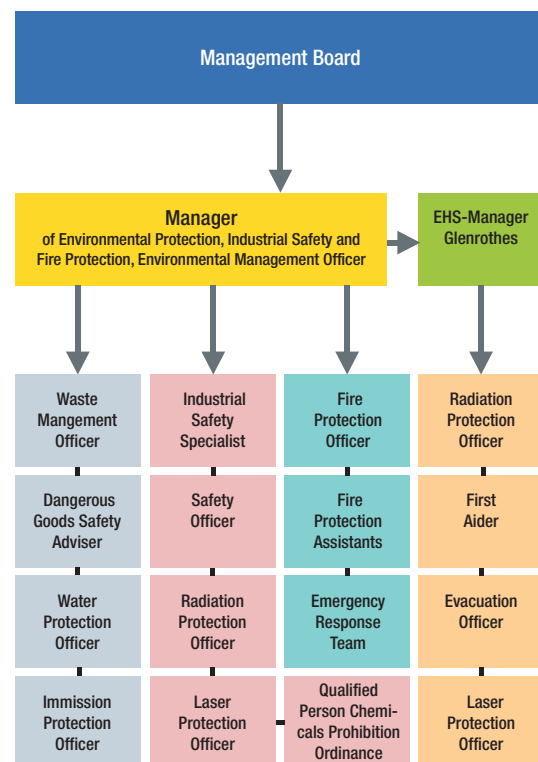 Management Board
Manager
of Environmental Protection, Industrial Safety and
Fire Protection, Environmental Management Officer
EHS-Manager
Glenrothes
Waste
Mangement
Officer
Industrial
Safety
Specialist
Fire
Protection
Officer
Radiation
Protection
Officer
Dangerous
Goods Safety
Adviser
Safety
Officer
Fire
Protection
Assistants
First
Aider
Water
Protection
Officer
Radiation
Protection
Officer
Emergency
Response
Team
Evacuation
Officer
Immission
Protection
Officer
Laser
Protection
Officer
Qualified
Person Chemi-
cals Prohibition
Ordinance
Laser
Protection
Officer